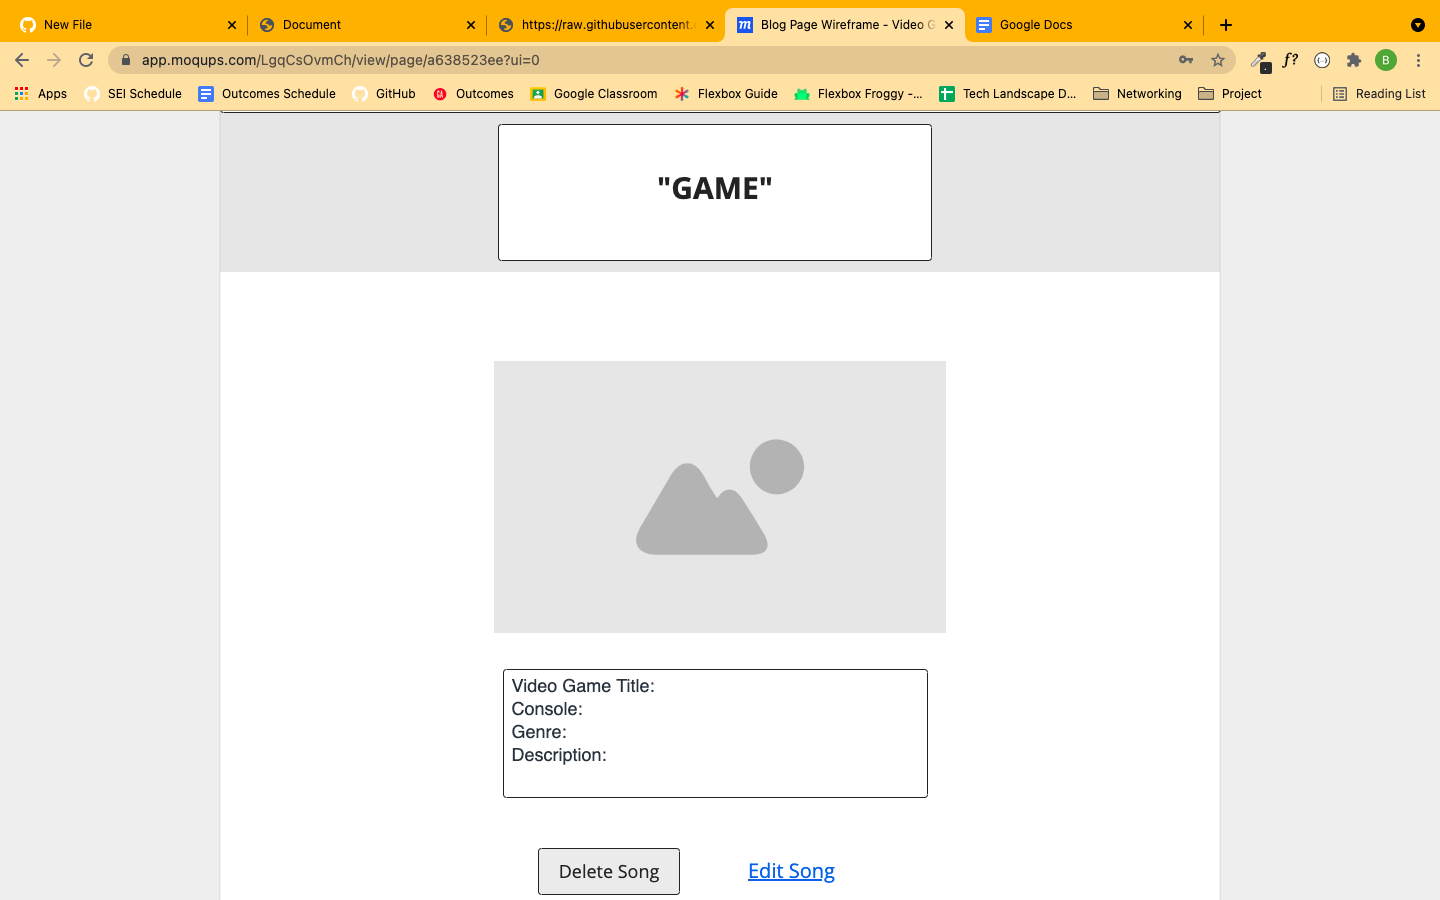 New File
Document
https://raw.githubusercontent.
Blog Page Wireframe - Video G
Google Docs
app.moqups.com/LgqCsOvmCh/view/page/a638523ee?ui=0
f?
B
Apps
SEI Schedule
Outcomes Schedule
GitHub
Outcomes
Google Classroom
Flexbox Guide
Flexbox Froggy -...
Tech Landscape D...
Networking
Project
Reading List
"GAME"
Video Game Title:
Console:
Genre:
Description:
Delete Song
Edit Song